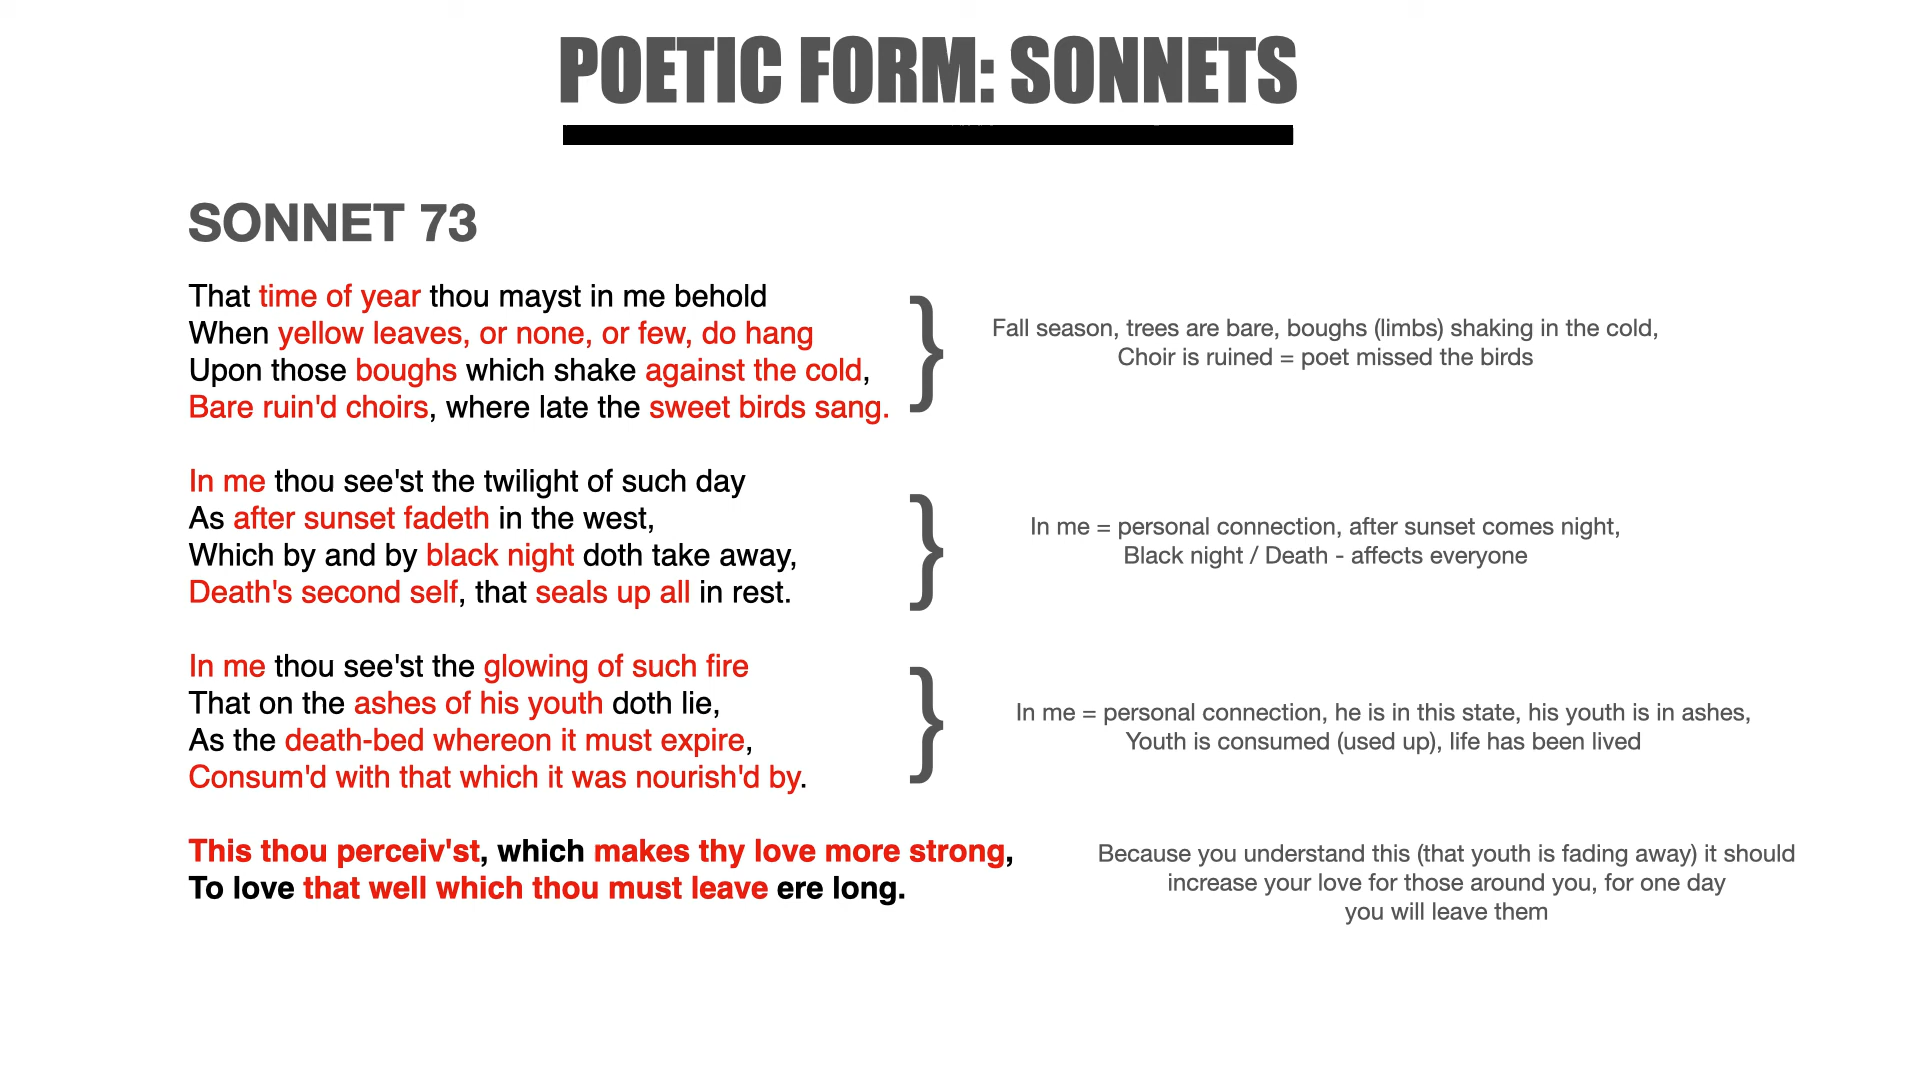 POETIC FORM: SONNETS
SONNET 73
That time of year thou mayst in me behold
When yellow leaves, or none, or few, do hang
Upon those boughs which shake against the cold,
Bare ruin'd choirs, where late the sweet birds sang.
}
Fall season, trees are bare, boughs (limbs) shaking in the cold,
Choir is ruined = poet missed the birds
In me thou see'st the twilight of such day
As after sunset fadeth in the west,
Which by and by black night doth take away,
Death's second self, that seals up all in rest.
}
In me = personal connection, after sunset comes night,
Black night / Death - affects everyone
In me thou see'st the glowing of such fire
That on the ashes of his youth doth lie,
As the death-bed whereon it must expire,
Consum'd with that which it was nourish'd by.
}
In me = personal connection, he is in this state, his youth is in ashes,
Youth is consumed (used up), life has been lived
This thou perceiv'st, which makes thy love more strong,
To love that well which thou must leave ere long.
Because you understand this (that youth is fading away) it should
increase your love for those around you, for one day
you will leave them